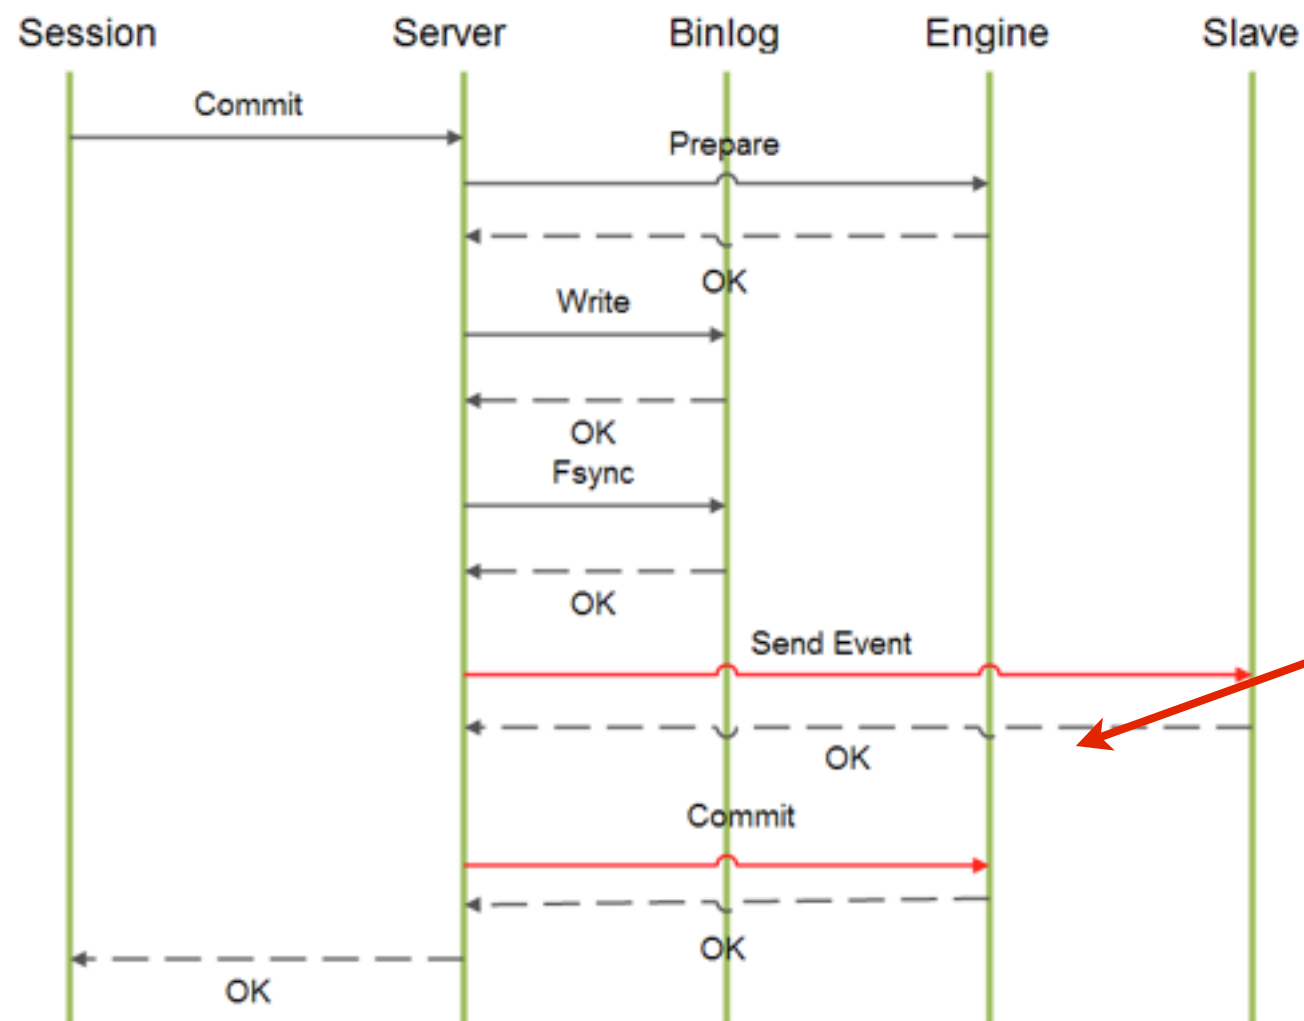 Session Server Binlog Engine Slave
Commit
Prepare
OK
Write
OK
Fsync
OK
Send Event
OK
Commit
OK
OK